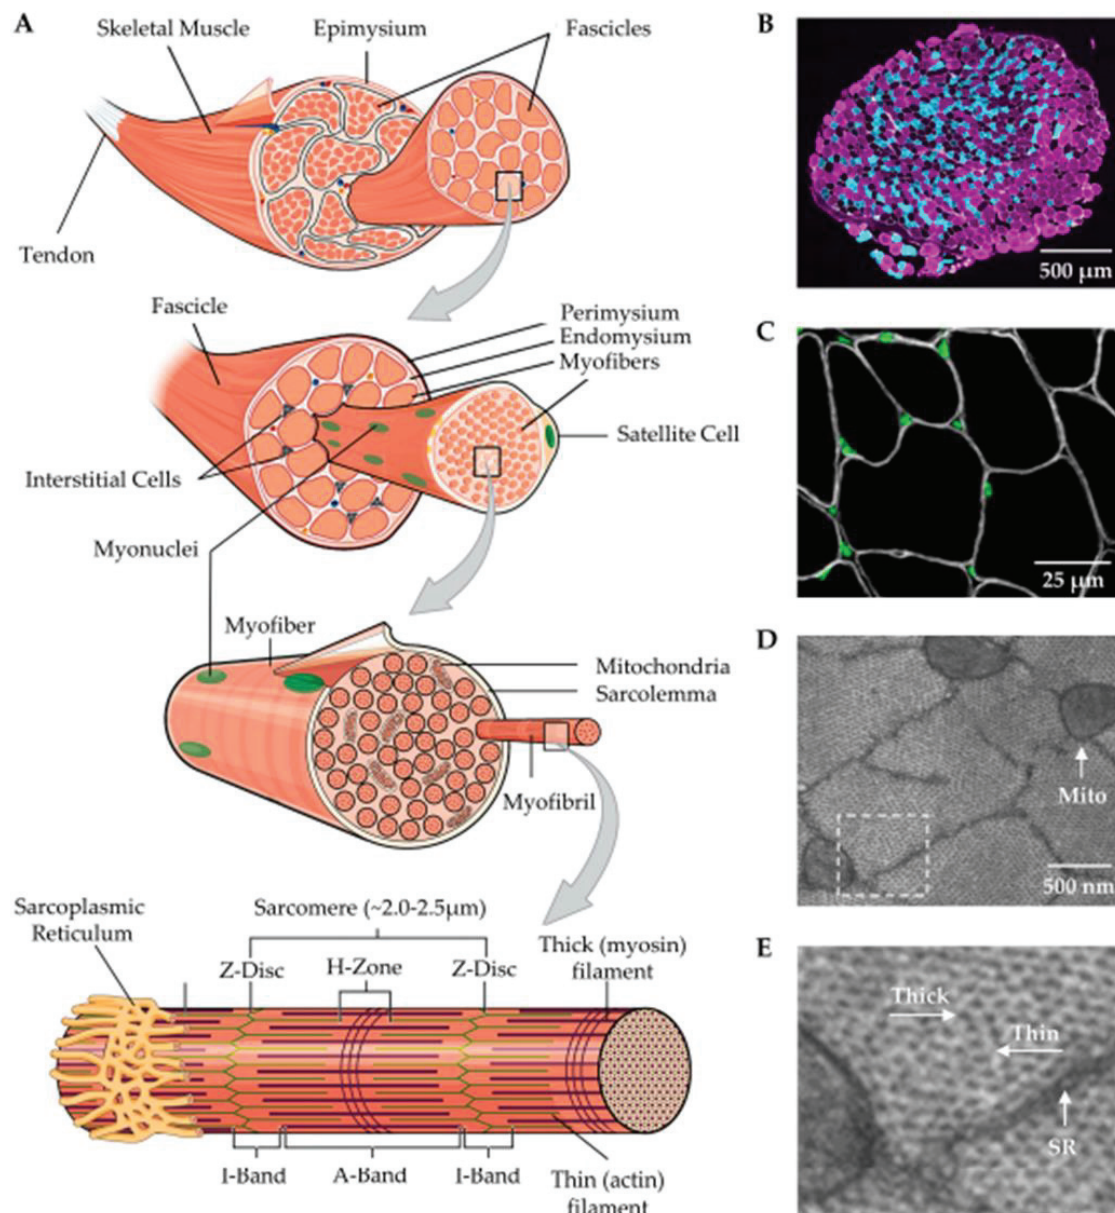 A
Skeletal Muscle
Epimysium
Fascicles
Tendon
Fascicle
Perimysium
Endomysium
Myofibers
Satellite Cell
Interstitial Cells
Myonuclei
Myofiber
Mitochondria
Sarcolemma
Myofibril
Sarcoplasmic
Reticulum
Sarcomere (~2.0-2.5μm)
Z-Disc
H-Zone
Z-Disc
Thick (myosin)
filament
I-Band
A-Band
I-Band
Thin (actin)
filament
B
500 μm
C
25 μm
D
Mito
500 nm
E
Thick
Thin
SR